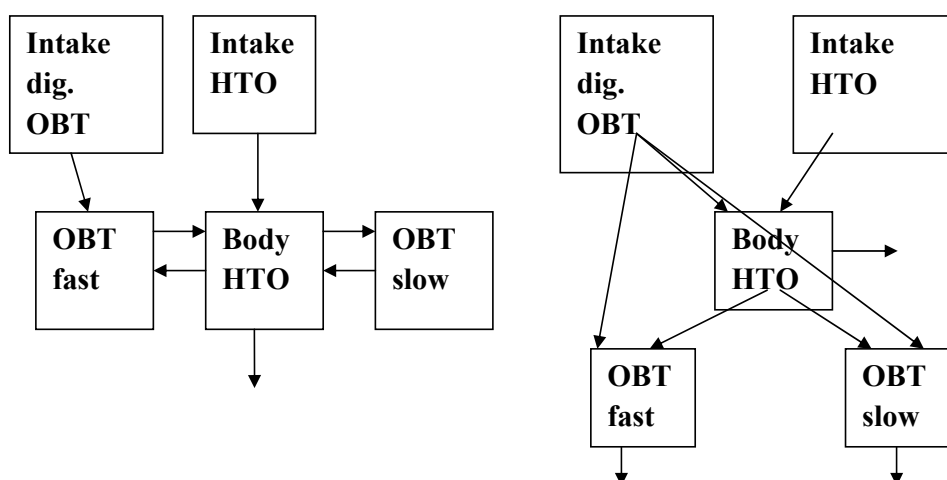 Intake
dig.
OBT
Intake
HTO
OBT
fast
Body
HTO
OBT
slow
Intake
dig.
OBT
Intake
HTO
Body
HTO
OBT
fast
OBT
slow